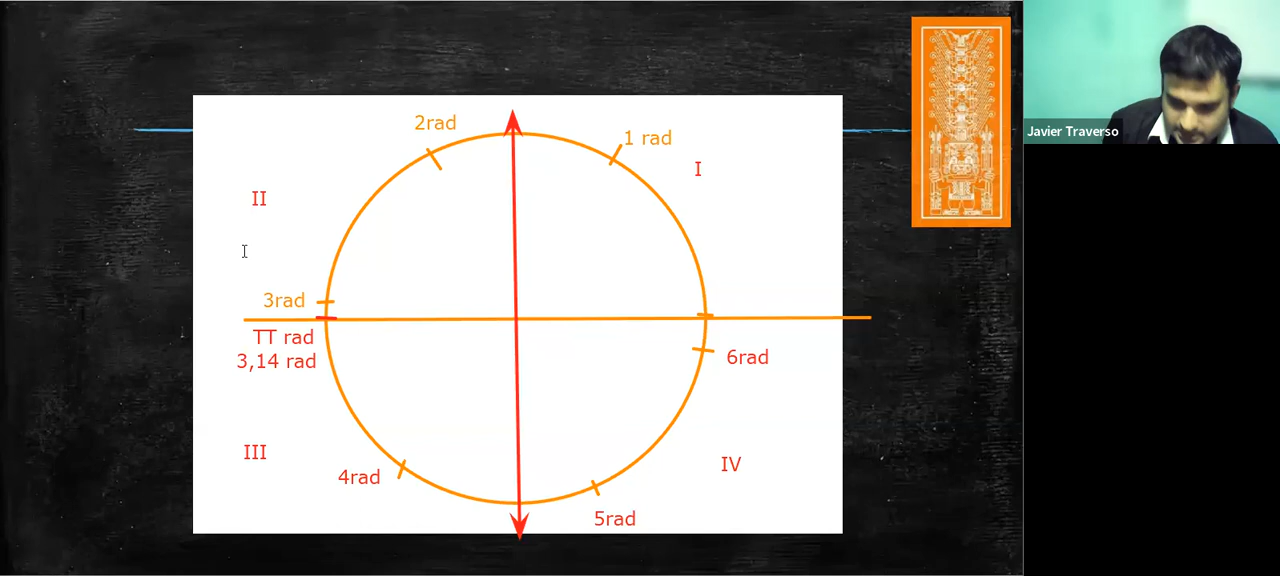 2rad
1 rad
I
II
3rad
TT rad
3,14 rad
6rad
III
4rad
IV
5rad
Javier Traverso